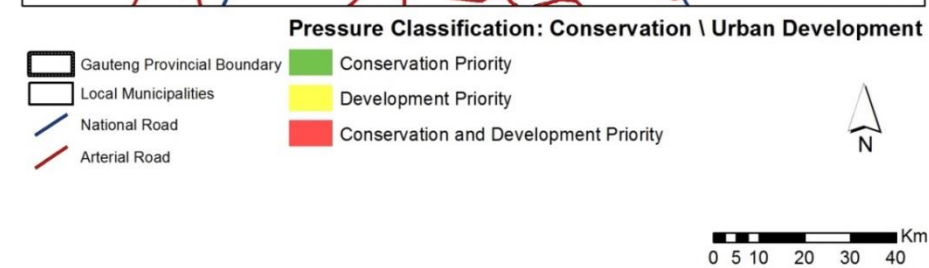 Pressure Classification: Conservation \ Urban Development
Gauteng Provincial Boundary
Local Municipalities
National Road
Arterial Road
Conservation Priority
Development Priority
Conservation and Development Priority
N
Km
0 5 10 20 30 40